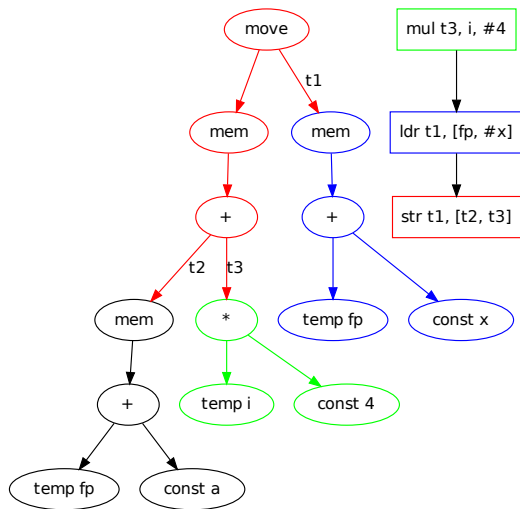 move
mul t3, i, #4
t1
mem
mem
ldr t1, [fp, #x]
+
+
str t1, [t2, t3]
t2
t3
mem
*
temp fp
const x
+
temp i
const 4
temp fp
const a